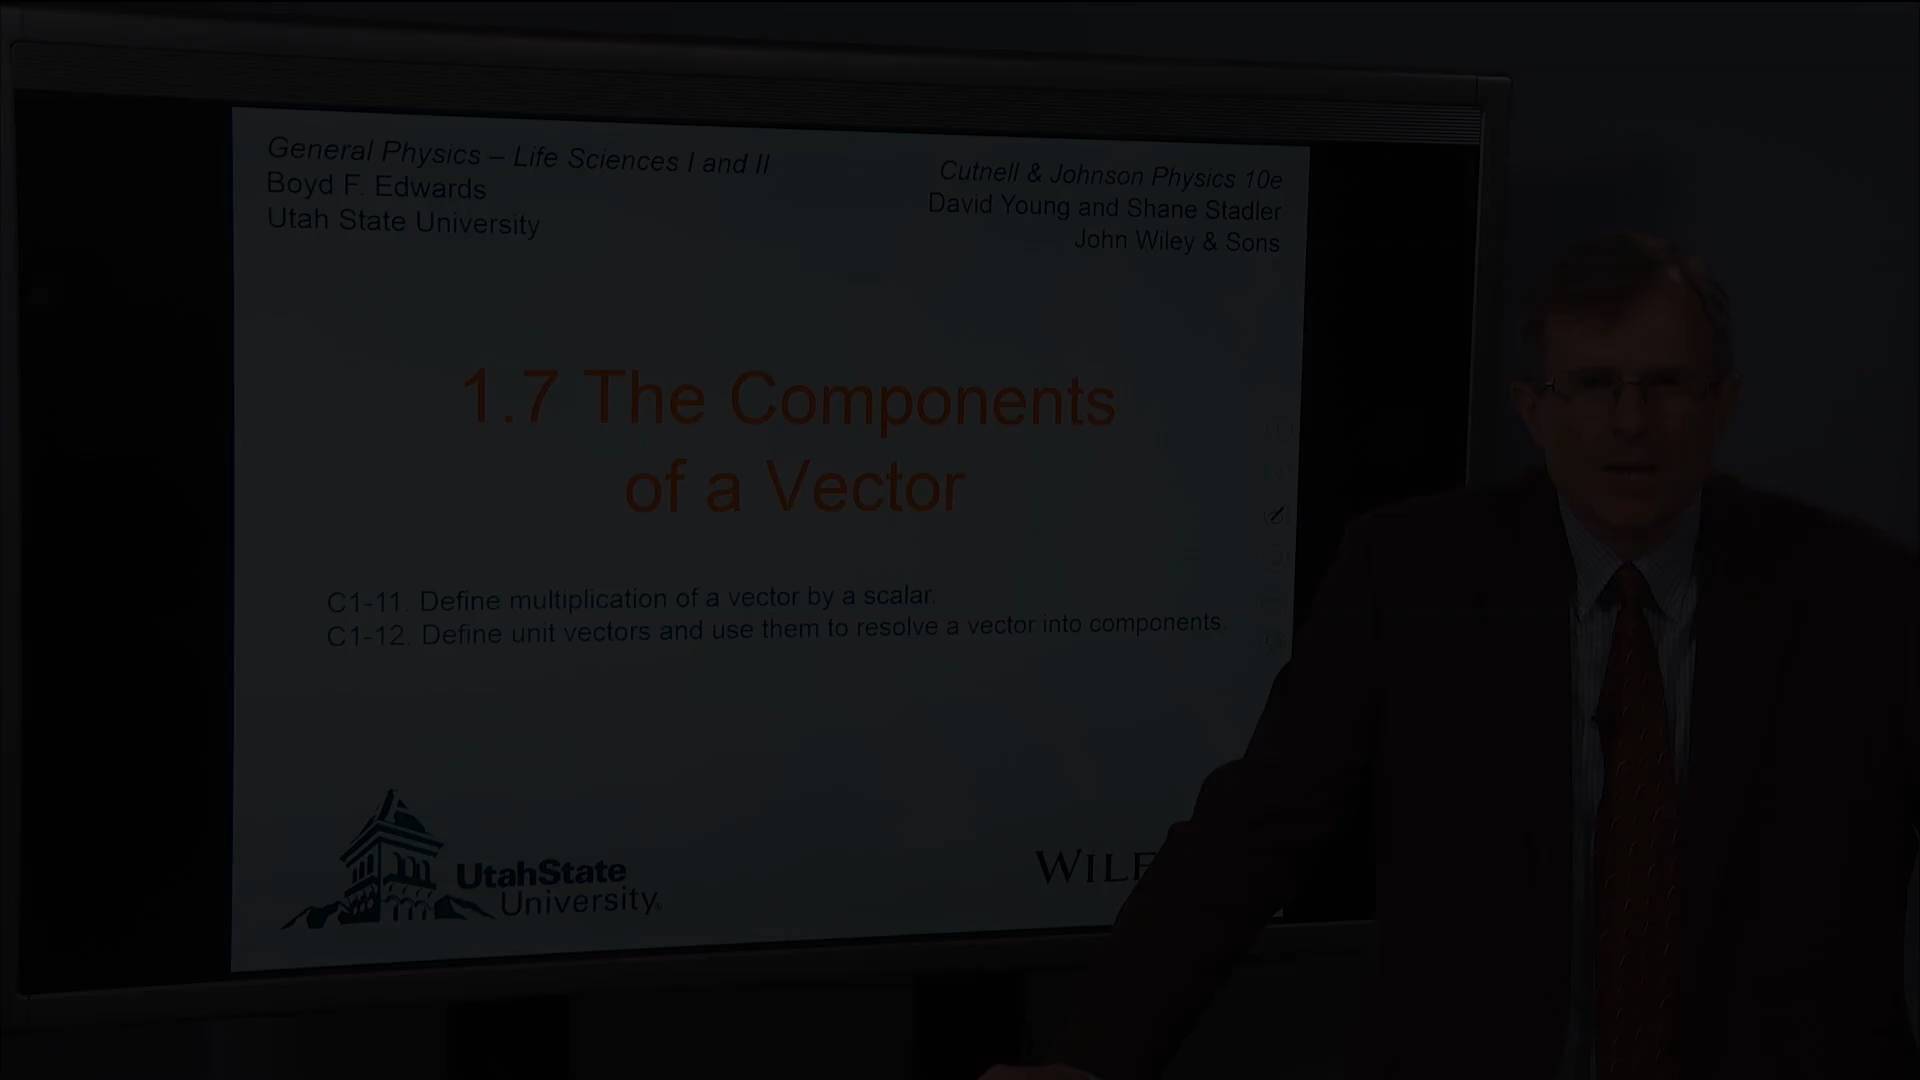 General Physics – Life Sciences I and II
Boyd F. Edwards
Utah State University
Cutnell & Johnson Physics 10e
David Young and Shane Stadler
John Wiley & Sons
1.7 The Components
of a Vector
C1-11. Define multiplication of a vector by a scalar.
C1-12. Define unit vectors and use them to resolve a vector into components.
UtahState
University
WILE